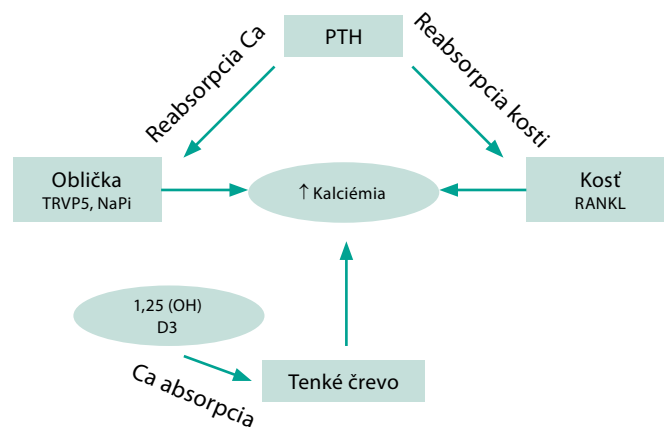 PTH
Reabsorpcia Ca
Reabsorpcia kosti
Oblička
TRVP5, NaPi
↑ Kalciémia
Kosť
RANKL
1,25 (OH)
D3
Ca absorpcia
Tenké črevo